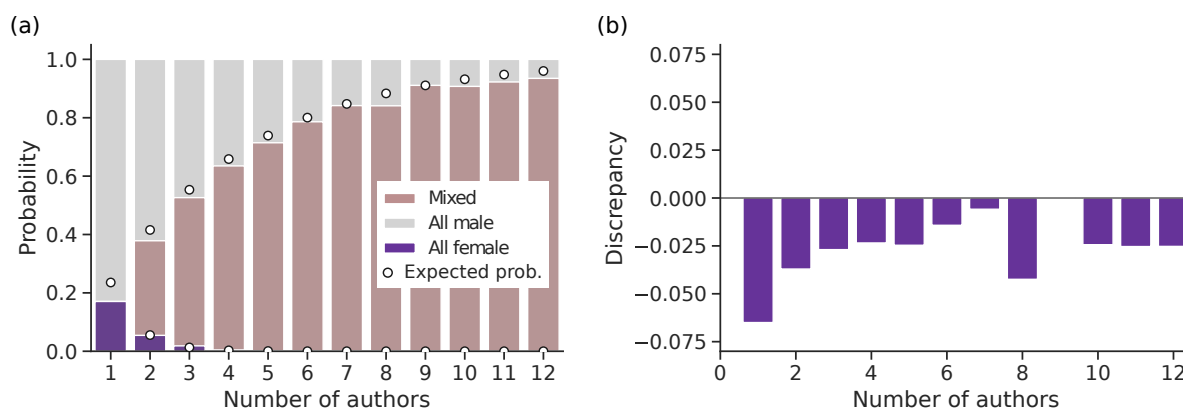 (a)
1.0
0.8
0.6
0.4
0.2
0.0
Probability
Mixed
All male
All female
Expected prob.
1 2 3 4 5 6 7 8 9 10 11 12
Number of authors
(b)
0.075
0.050
0.025
0.000
−0.025
−0.050
−0.075
Discrepancy
0 2 4 6 8 10 12
Number of authors